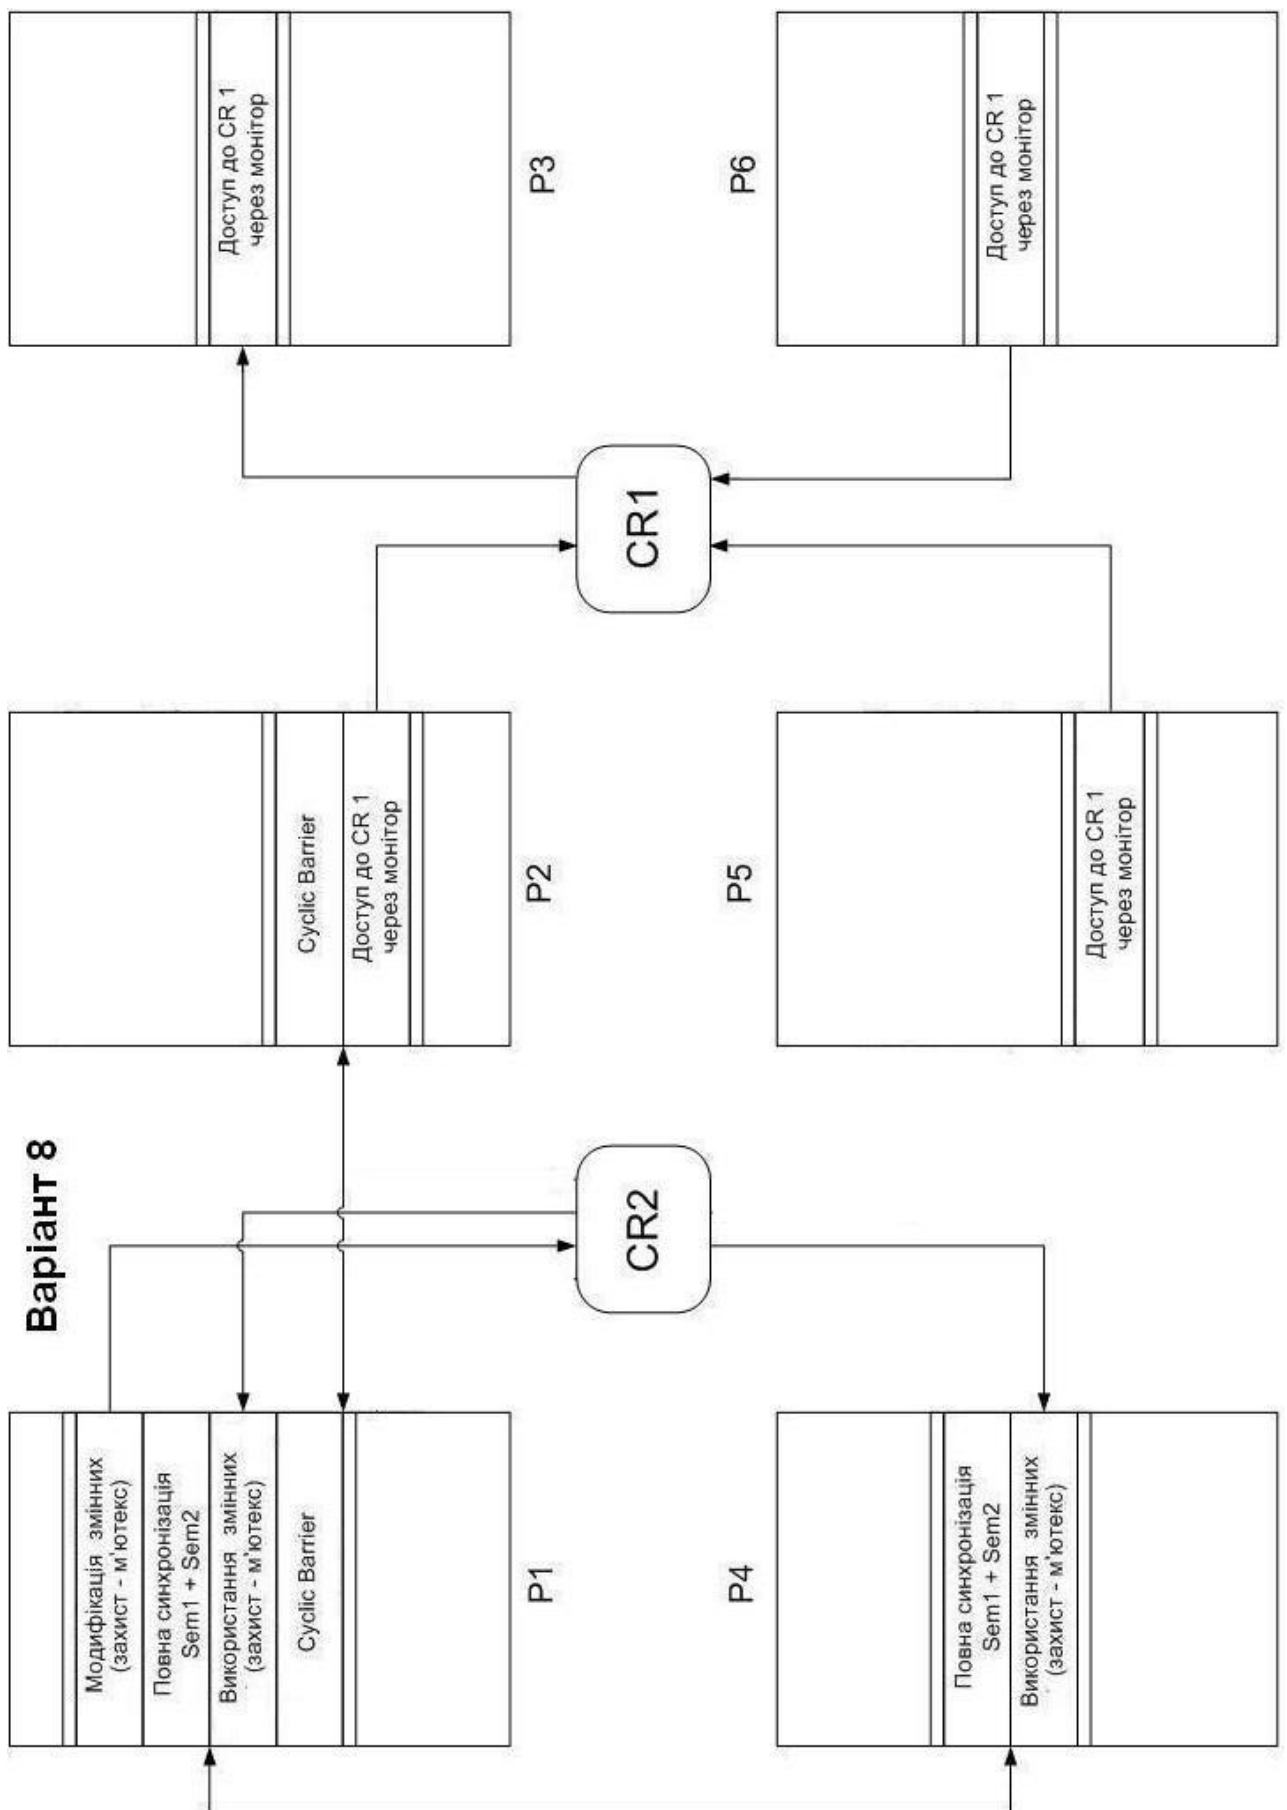 Варіант 8
Модифікація змінних
(захист - м'ютекс)
Повна синхронізація
Sem1 + Sem2
Використання змінних
(захист - м'ютекс)
Cyclic Barrier
P1
Cyclic Barrier
Доступ до CR 1
через монітор
P2
Доступ до CR 1
через монітор
P3
CR2
CR1
P4
Повна синхронізація
Sem1 + Sem2
Використання змінних
(захист - м'ютекс)
P5
Доступ до CR 1
через монітор
P6
Доступ до CR 1
через монітор